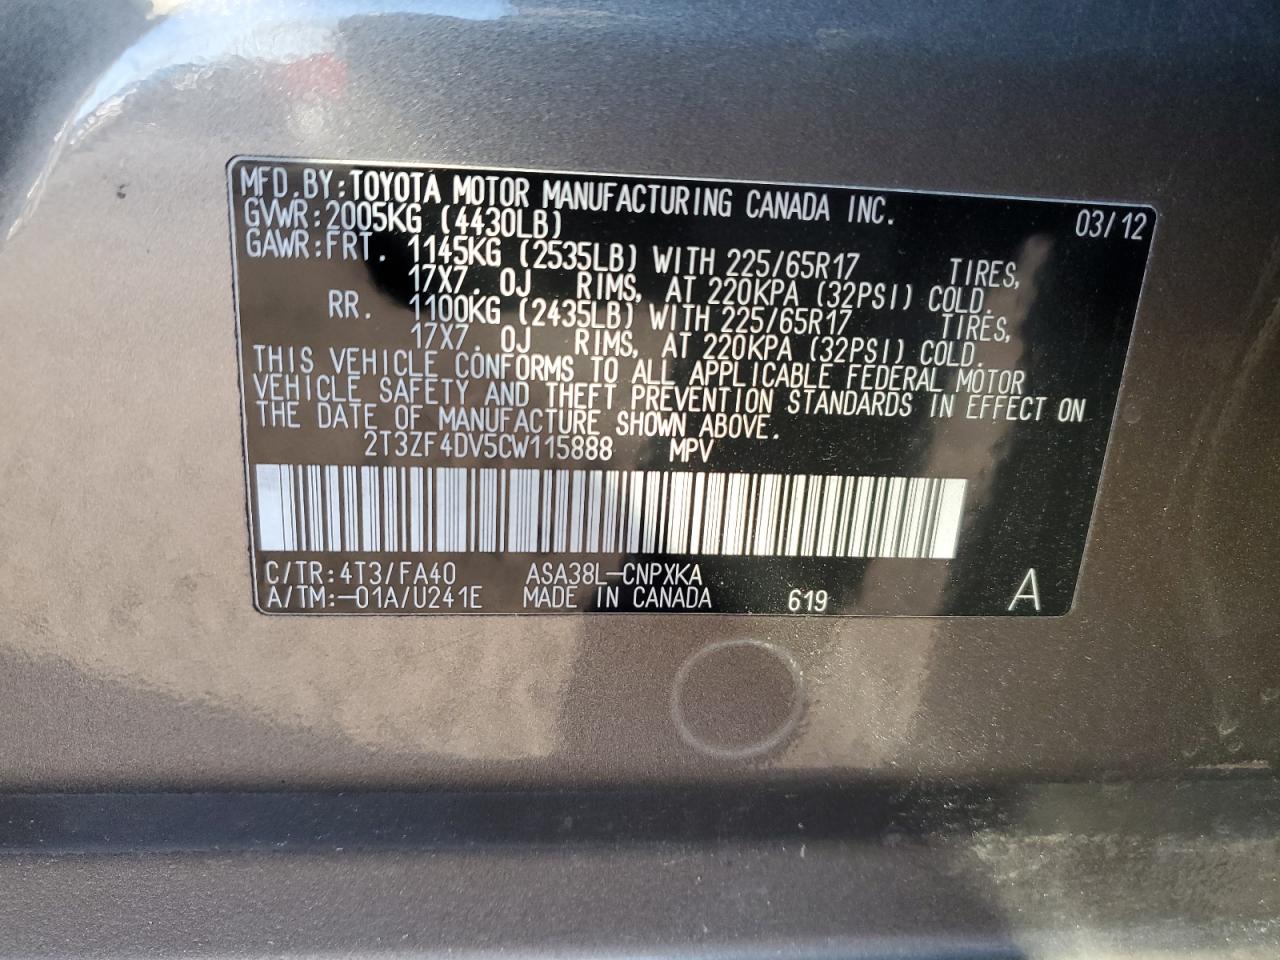 MFD.BY:TOYOTA MOTOR MANUFACTURING CANADA INC. 03/12
GVWR:2005KG (4430LB)
GAWR:FRT. 1145KG (2535LB) WITH 225/65R17 TIRES,
17X7.0J RIMS, AT 220KPA (32PSI) COLD.
RR. 1100KG (2435LB) WITH 225/65R17 TIRES,
17X7.0J RIMS, AT 220KPA (32PSI) COLD.
THIS VEHICLE CONFORMS TO ALL APPLICABLE FEDERAL MOTOR
VEHICLE SAFETY AND THEFT PREVENTION STANDARDS IN EFFECT ON
THE DATE OF MANUFACTURE SHOWN ABOVE.
2T3ZF4DV5CW115888 MPV
C/TR:4T3/FA40 ASA38L-CNPXKA
A/TM:-01A/U241E MADE IN CANADA 619 A